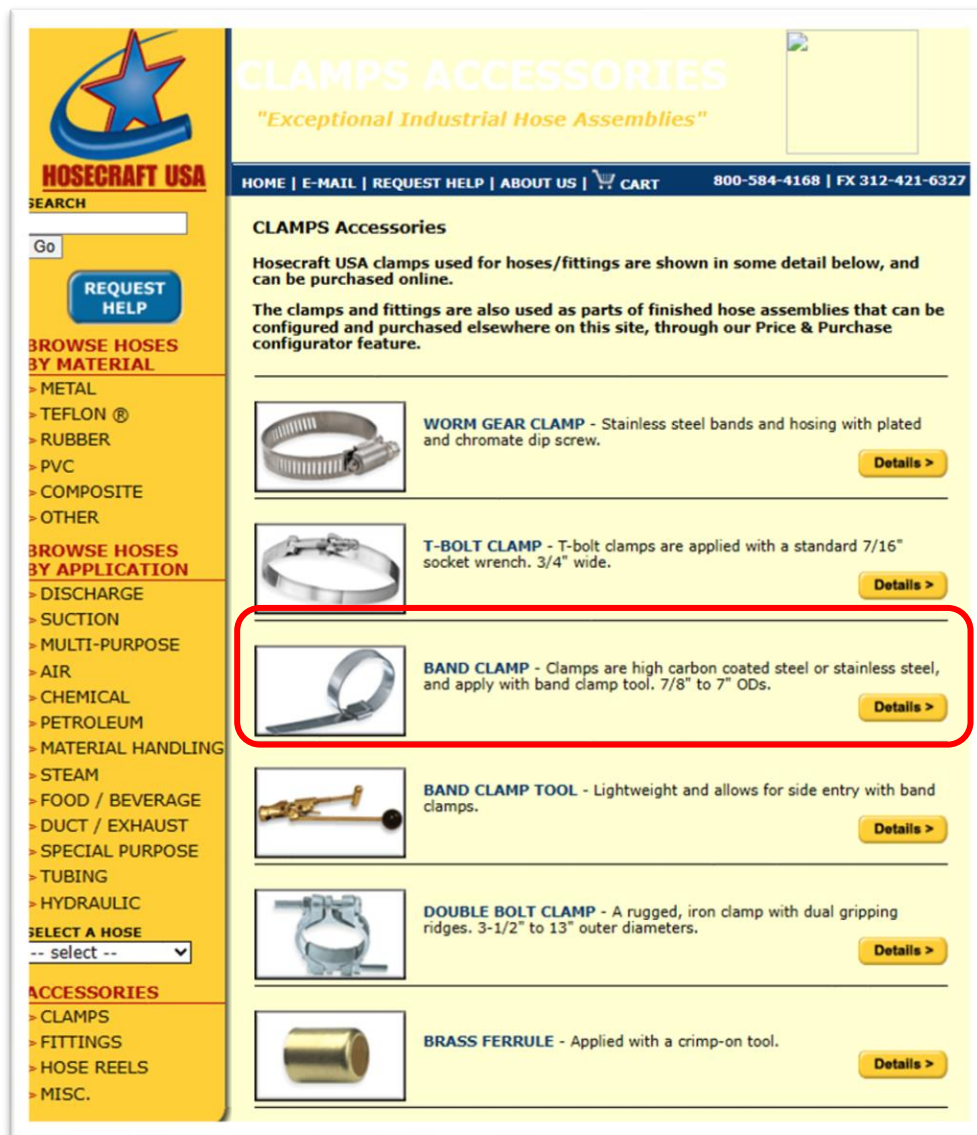 CLAMPS ACCESSORIES
"Exceptional Industrial Hose Assemblies"
HOSECRAFT USA
HOME | E-MAIL | REQUEST HELP | ABOUT US | CART 800-584-4168 | FX 312-421-6327
SEARCH
Go
REQUEST
HELP
BROWSE HOSES
BY MATERIAL
> METAL
> TEFLON ®
> RUBBER
> PVC
> COMPOSITE
> OTHER
BROWSE HOSES
BY APPLICATION
> DISCHARGE
> SUCTION
> MULTI-PURPOSE
> AIR
> CHEMICAL
> PETROLEUM
> MATERIAL HANDLING
> STEAM
> FOOD / BEVERAGE
> DUCT / EXHAUST
> SPECIAL PURPOSE
> TUBING
> HYDRAULIC
SELECT A HOSE
-- select --
ACCESSORIES
> CLAMPS
> FITTINGS
> HOSE REELS
> MISC.
CLAMPS Accessories
Hosecraft USA clamps used for hoses/fittings are shown in some detail below, and
can be purchased online.
The clamps and fittings are also used as parts of finished hose assemblies that can be
configured and purchased elsewhere on this site, through our Price & Purchase
configurator feature.
WORM GEAR CLAMP - Stainless steel bands and hosing with plated
and chromate dip screw.
Details >
T-BOLT CLAMP - T-bolt clamps are applied with a standard 7/16"
socket wrench. 3/4" wide.
Details >
BAND CLAMP - Clamps are high carbon coated steel or stainless steel,
and apply with band clamp tool. 7/8" to 7" ODs.
Details >
BAND CLAMP TOOL - Lightweight and allows for side entry with band
clamps.
Details >
DOUBLE BOLT CLAMP - A rugged, iron clamp with dual gripping
ridges. 3-1/2" to 13" outer diameters.
Details >
BRASS FERRULE - Applied with a crimp-on tool.
Details >